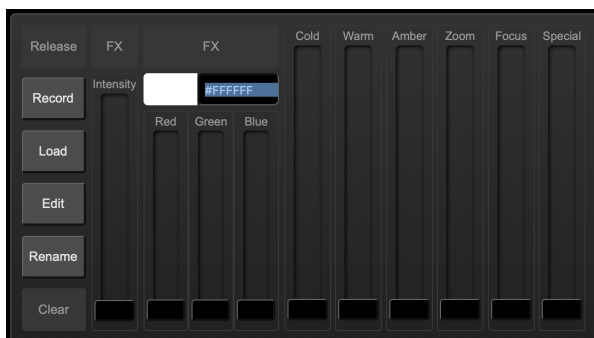 Release
FX
FX
Cold
Warm
Amber
Zoom
Focus
Special
Record
Intensity
#FFFFFF
Red
Green
Blue
Load
Edit
Rename
Clear